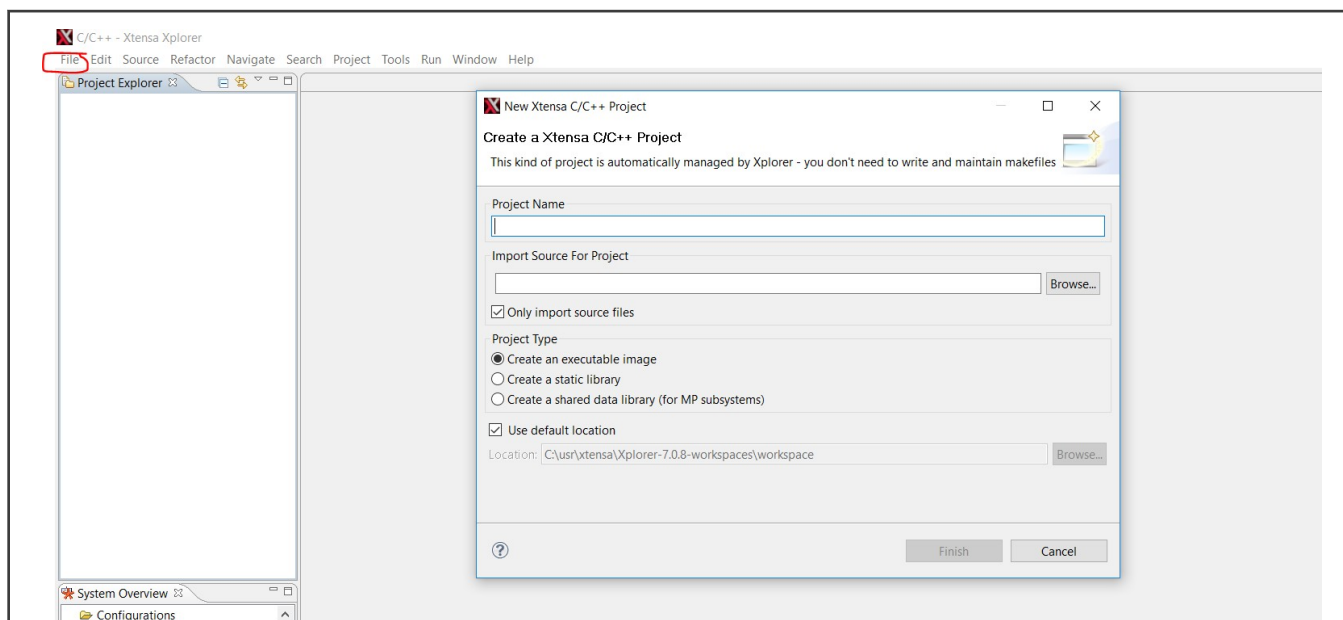 C/C++ - Xtensa Xplorer
File Edit Source Refactor Navigate Search Project Tools Run Window Help
Project Explorer
New Xtensa C/C++ Project
Create a Xtensa C/C++ Project
This kind of project is automatically managed by Xplorer - you don't need to write and maintain makefiles
Project Name
Import Source For Project
Browse...
Only import source files
Project Type
Create an executable image
Create a static library
Create a shared data library (for MP subsystems)
Use default location
Location: C:\usr\xtensa\Xplorer-7.0.8-workspaces\workspace Browse...
Finish Cancel
System Overview
Configurations